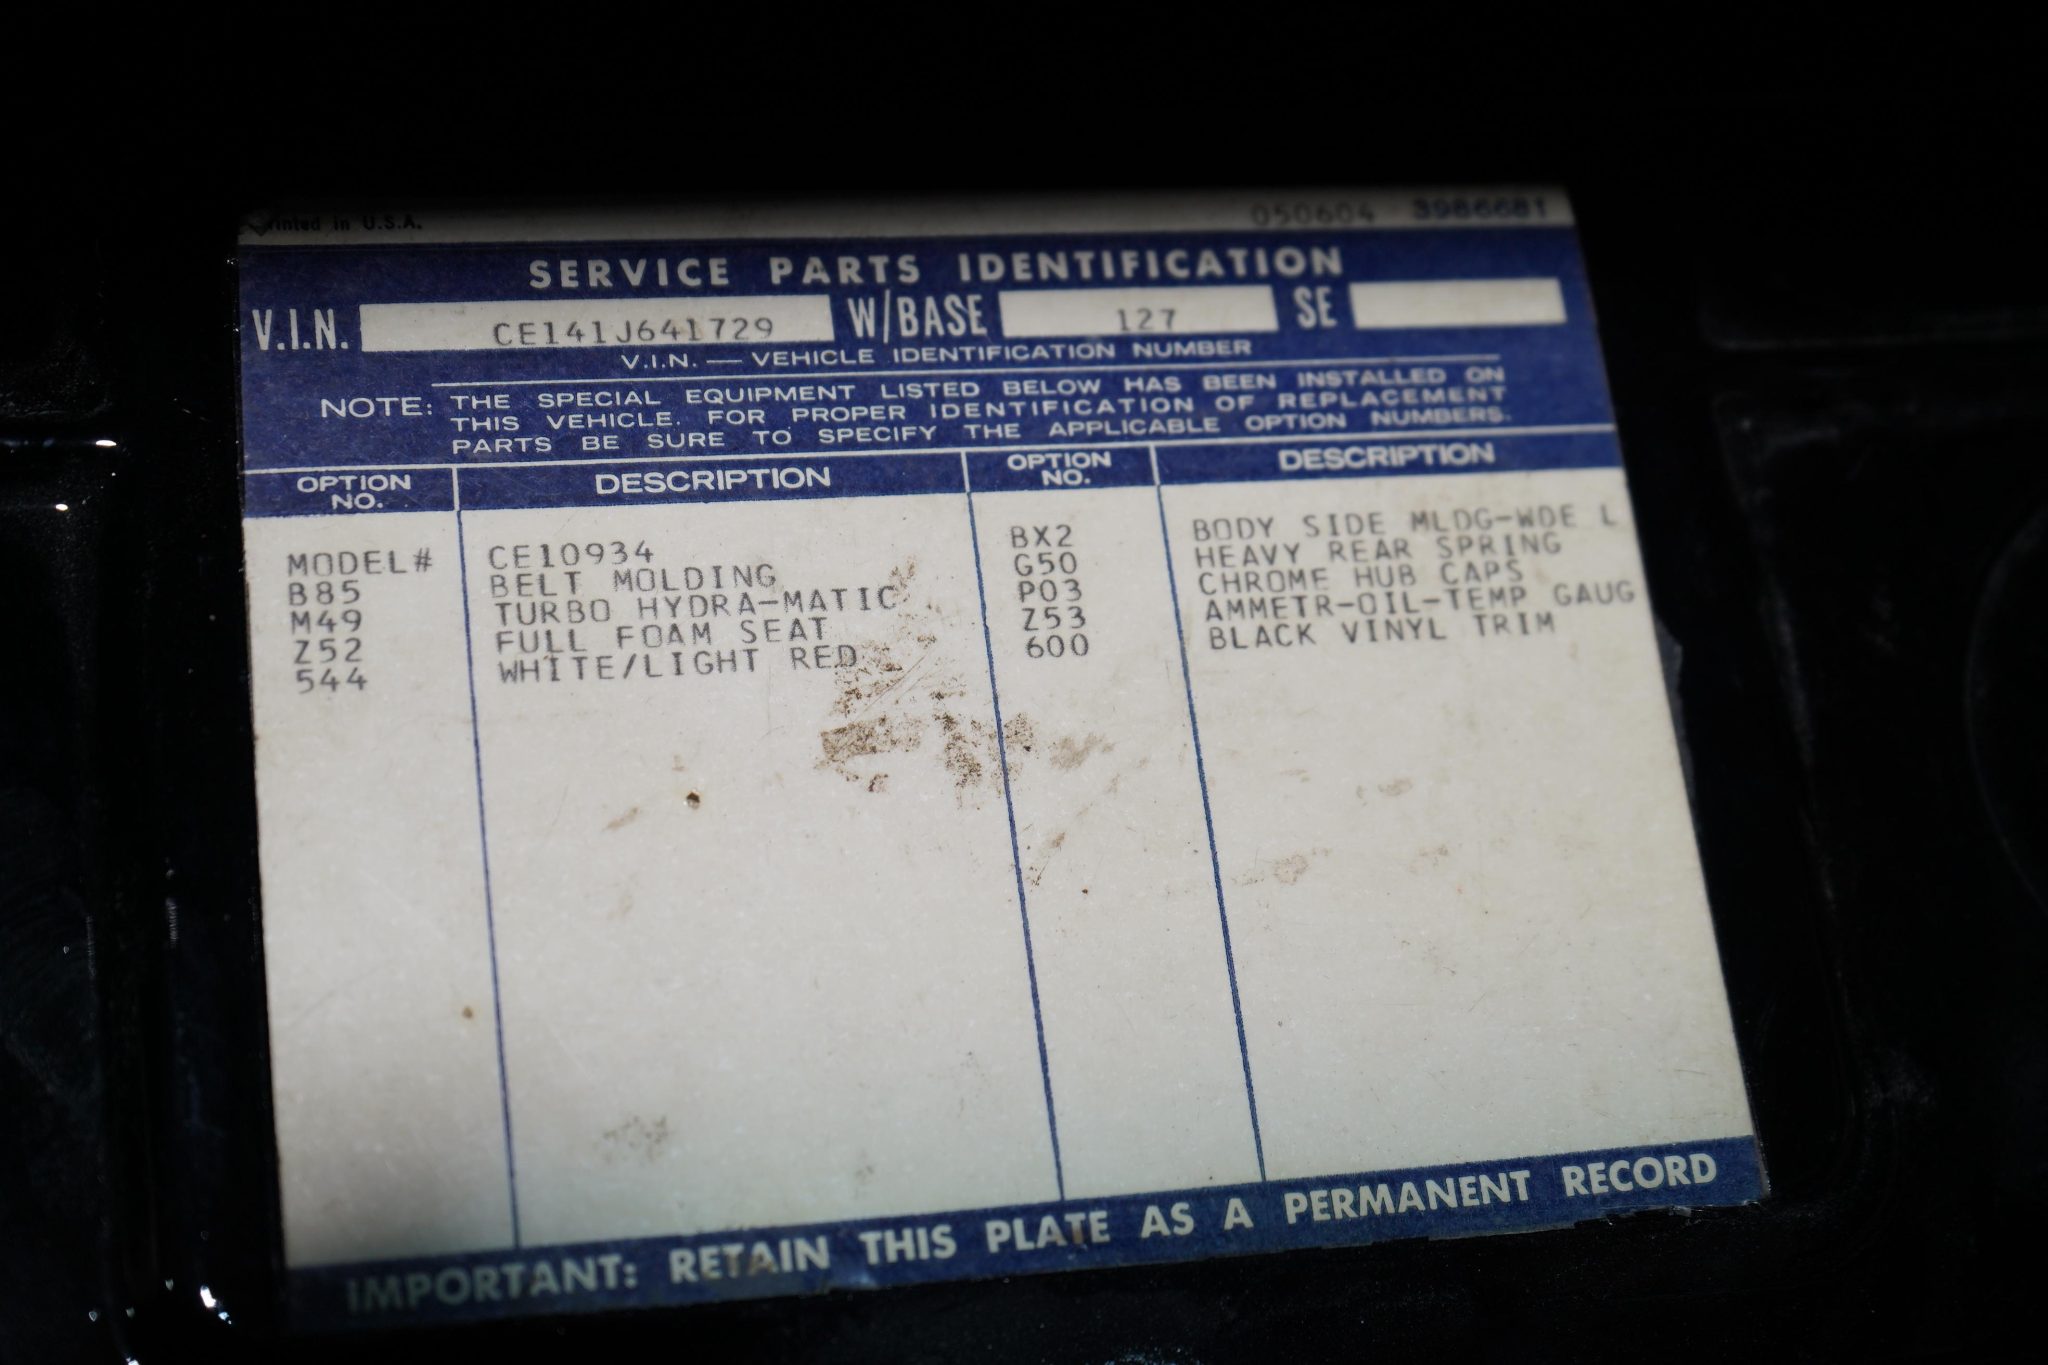 Printed in U.S.A. 050604 3986681
SERVICE PARTS IDENTIFICATION
V.I.N. CE141J641729 W/BASE 127 SE
V.I.N. — VEHICLE IDENTIFICATION NUMBER
NOTE: THE SPECIAL EQUIPMENT LISTED BELOW HAS BEEN INSTALLED ON
THIS VEHICLE. FOR PROPER IDENTIFICATION OF REPLACEMENT
PARTS BE SURE TO SPECIFY THE APPLICABLE OPTION NUMBERS.
OPTION NO. DESCRIPTION OPTION NO. DESCRIPTION
MODEL# CE10934 BX2 BODY SIDE MLDG-WDE L
B85 BELT MOLDING G50 HEAVY REAR SPRING
M49 TURBO HYDRA-MATIC P03 CHROME HUB CAPS
Z52 FULL FOAM SEAT Z53 AMMETR-OIL-TEMP GAUG
544 WHITE/LIGHT RED 600 BLACK VINYL TRIM
IMPORTANT: RETAIN THIS PLATE AS A PERMANENT RECORD